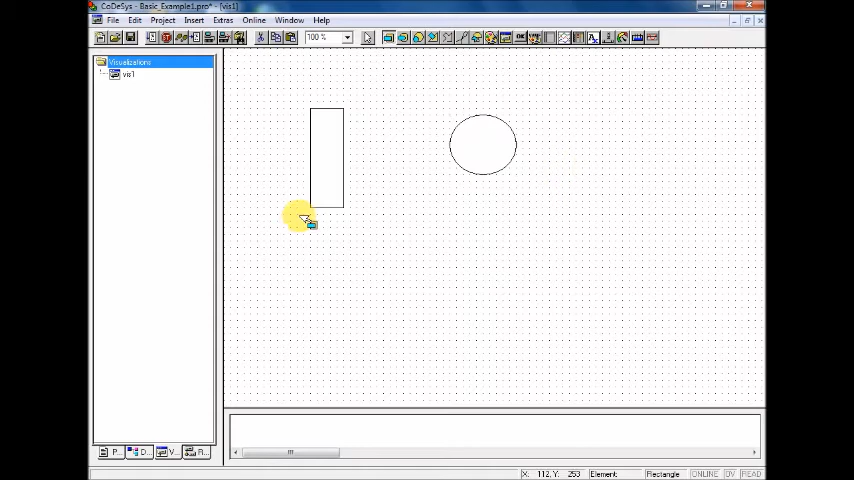 CoDeSys - Basic_Example1.pro* - [vis1]
File Edit Project Insert Extras Online Window Help
100 %
Visualizations
vis1
P... D... V...
X: 112, Y: 253 Element: Rectangle ONLINE OV READ